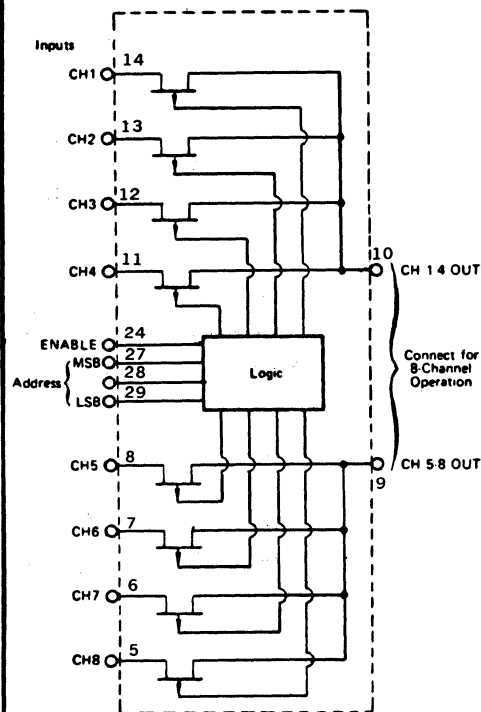 Inputs
14
CH1
13
CH2
12
CH3
11
CH4
10
CH 1-4 OUT
ENABLE 24
MSB 27
Address 28
LSB 29
Logic
Connect for
8-Channel
Operation
8
CH5
CH 5-8 OUT
9
7
CH6
6
CH7
5
CH8